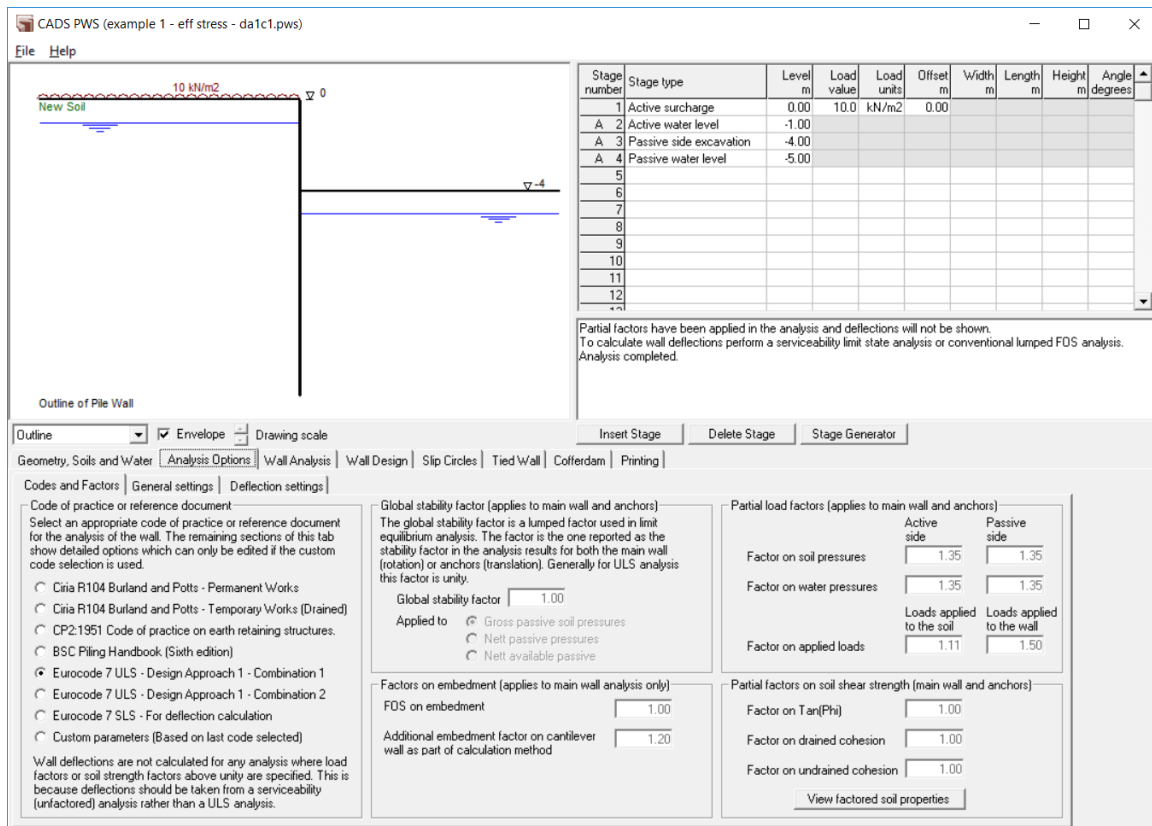 CADS PWS (example 1 - eff stress - da1c1.pws)
File Help
10 kN/m2
0
New Soil
-4
Outline of Pile Wall
Stage number Stage type Level m Load value Load units Offset m Width m Length m Height m Angle degrees
1 Active surcharge 0.00 10.0 kN/m2 0.00
A 2 Active water level -1.00
A 3 Passive side excavation -4.00
A 4 Passive water level -5.00
5
6
7
8
9
10
11
12
Partial factors have been applied in the analysis and deflections will not be shown.
To calculate wall deflections perform a serviceability limit state analysis or conventional lumped FOS analysis.
Analysis completed.
Outline Envelope Drawing scale Insert Stage Delete Stage Stage Generator
Geometry, Soils and Water Analysis Options Wall Analysis Wall Design Slip Circles Tied Wall Cofferdam Printing
Codes and Factors General settings Deflection settings
Code of practice or reference document
Select an appropriate code of practice or reference document
for the analysis of the wall. The remaining sections of this tab
show detailed options which can only be edited if the custom
code selection is used.
Ciria R104 Burland and Potts - Permanent Works
Ciria R104 Burland and Potts - Temporary Works (Drained)
CP2:1951 Code of practice on earth retaining structures.
BSC Piling Handbook (Sixth edition)
Eurocode 7 ULS - Design Approach 1 - Combination 1
Eurocode 7 ULS - Design Approach 1 - Combination 2
Eurocode 7 SLS - For deflection calculation
Custom parameters (Based on last code selected)
Wall deflections are not calculated for any analysis where load
factors or soil strength factors above unity are specified. This is
because deflections should be taken from a serviceability
(unfactored) analysis rather than a ULS analysis.
Global stability factor (applies to main wall and anchors)
The global stability factor is a lumped factor used in limit
equilibrium analysis. The factor is the one reported as the
stability factor in the analysis results for both the main wall
(rotation) or anchors (translation). Generally for ULS analysis
this factor is unity.
Global stability factor 1.00
Applied to Gross passive soil pressures
Nett passive pressures
Nett available passive
Factors on embedment (applies to main wall analysis only)
FOS on embedment 1.00
Additional embedment factor on cantilever 1.20
wall as part of calculation method
Partial load factors (applies to main wall and anchors)
Active side Passive side
Factor on soil pressures 1.35 1.35
Factor on water pressures 1.35 1.35
Loads applied to the soil Loads applied to the wall
Factor on applied loads 1.11 1.50
Partial factors on soil shear strength (main wall and anchors)
Factor on Tan(Phi) 1.00
Factor on drained cohesion 1.00
Factor on undrained cohesion 1.00
View factored soil properties